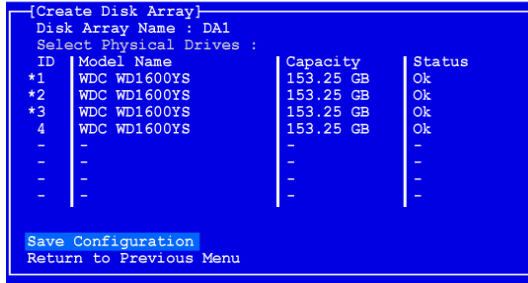 [Create Disk Array]
Disk Array Name : DA1
Select Physical Drives :
ID Model Name Capacity Status
*1 WDC WD1600YS 153.25 GB Ok
*2 WDC WD1600YS 153.25 GB Ok
*3 WDC WD1600YS 153.25 GB Ok
4 WDC WD1600YS 153.25 GB Ok
- - - -
- - - -
- - - -
- - - -
Save Configuration
Return to Previous Menu